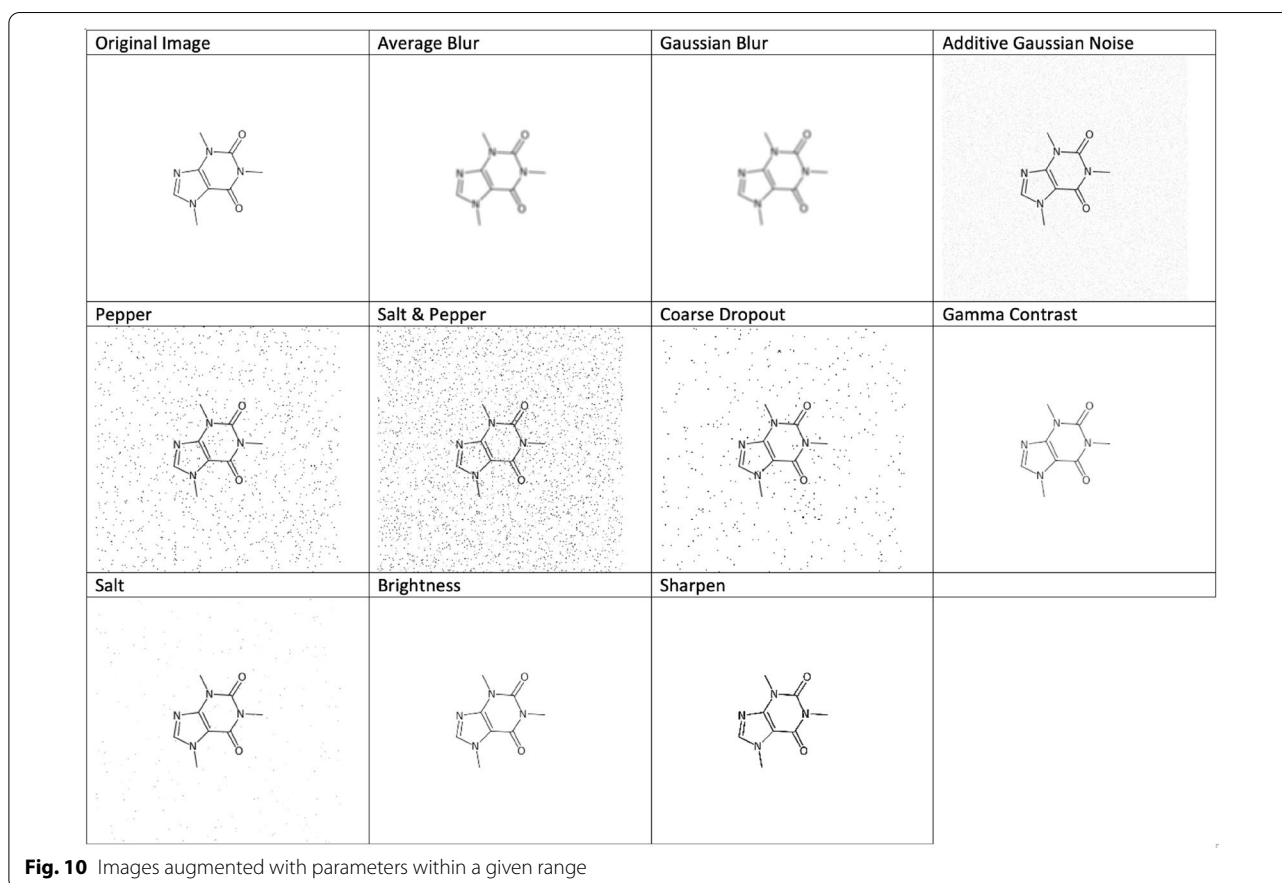 Original Image
Average Blur
Gaussian Blur
Additive Gaussian Noise
O
N
N
N
N
O
O
N
N
N
N
O
O
N
N
N
N
O
O
N
N
N
N
O
Pepper
Salt & Pepper
Coarse Dropout
Gamma Contrast
O
N
N
N
N
O
O
N
N
N
N
O
O
N
N
N
N
O
O
N
N
N
N
O
Salt
Brightness
Sharpen
O
N
N
N
N
O
O
N
N
N
N
O
O
N
N
N
N
O
Fig. 10 Images augmented with parameters within a given range